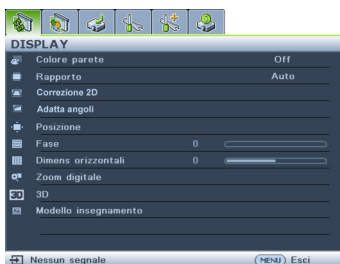 DISPLAY
Colore parete Off
Rapporto Auto
Correzione 2D
Adatta angoli
Posizione
Fase 0
Dimens orizzontali 0
Zoom digitale
3D
Modello insegnamento
Nessun segnale MENU Esci